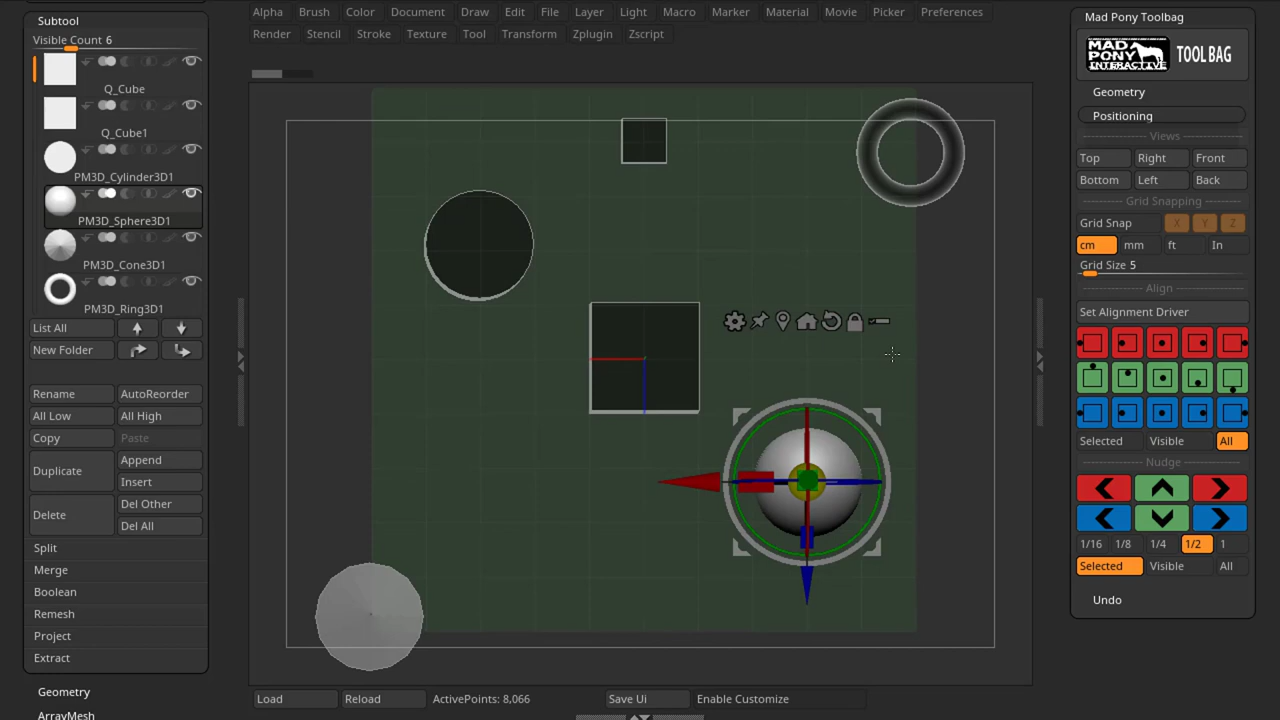 Subtool
Visible Count 6
Q_Cube
Q_Cube1
PM3D_Cylinder3D1
PM3D_Sphere3D1
PM3D_Cone3D1
PM3D_Ring3D1
List All
New Folder
Rename AutoReorder
All Low All High
Copy Paste
Duplicate Append
Insert
Delete Del Other
Del All
Split
Merge
Boolean
Remesh
Project
Extract
Geometry
ArrayMesh
Alpha Brush Color Document Draw Edit File Layer Light Macro Marker Material Movie Picker Preferences
Render Stencil Stroke Texture Tool Transform Zplugin Zscript
Load Reload ActivePoints: 8,066 Save Ui Enable Customize
Mad Pony Toolbag
MAD PONY INTERACTIVE TOOL BAG
Geometry
Positioning
Views
Top Right Front
Bottom Left Back
Grid Snapping
Grid Snap X Y Z
cm mm ft In
Grid Size 5
Align
Set Alignment Driver
Selected Visible All
Nudge
1/16 1/8 1/4 1/2 1
Selected Visible All
Undo